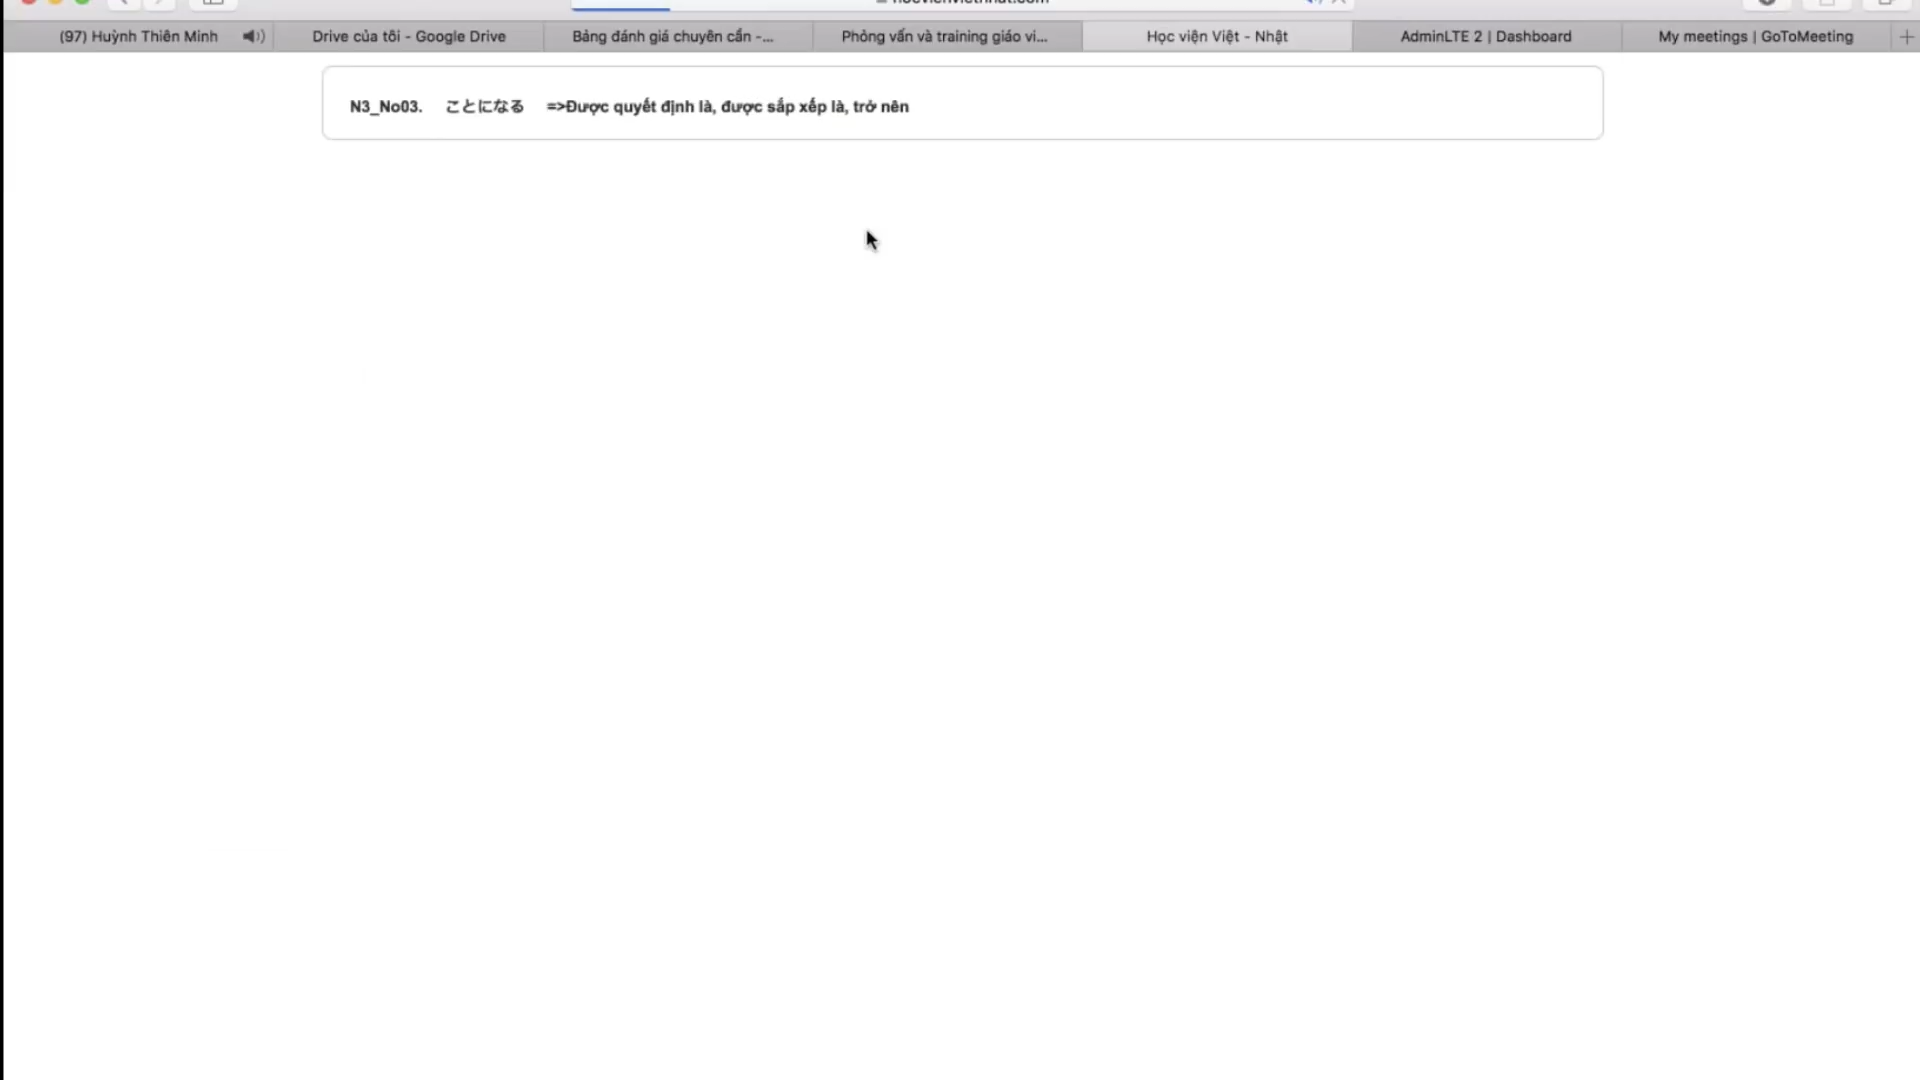 (97) Huỳnh Thiên Minh
Drive của tôi - Google Drive
Bảng đánh giá chuyên cần -...
Phỏng vấn và training giáo vi...
Học viện Việt - Nhật
AdminLTE 2 | Dashboard
My meetings | GoToMeeting
N3_No03. ことになる =>Được quyết định là, được sắp xếp là, trở nên